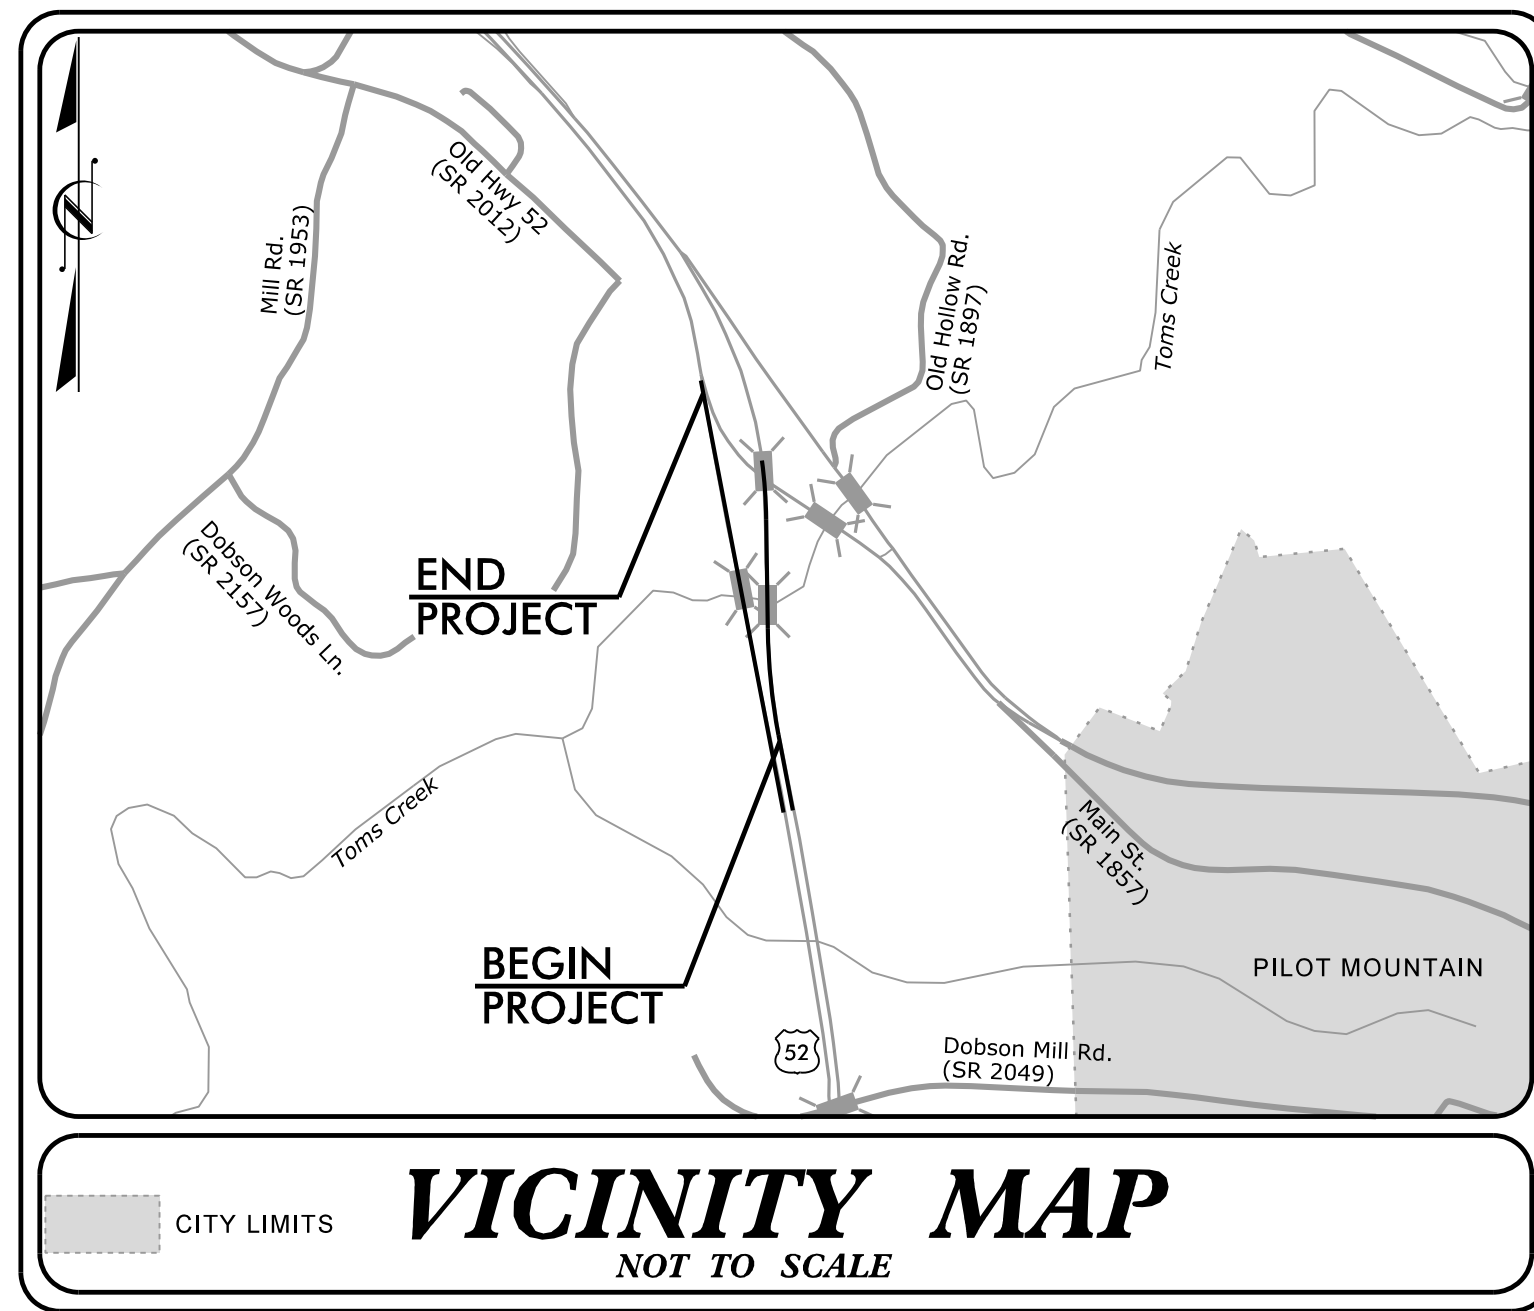 Old Hwy 52
(SR 2012)
Mill Rd.
(SR 1953)
Old Hollow Rd.
(SR 1897)
Toms Creek
Dobson Woods Ln.
(SR 2157)
END
PROJECT
Toms Creek
Main St.
(SR 1857)
BEGIN
PROJECT
PILOT MOUNTAIN
52
Dobson Mill Rd.
(SR 2049)
CITY LIMITS
VICINITY MAP
NOT TO SCALE